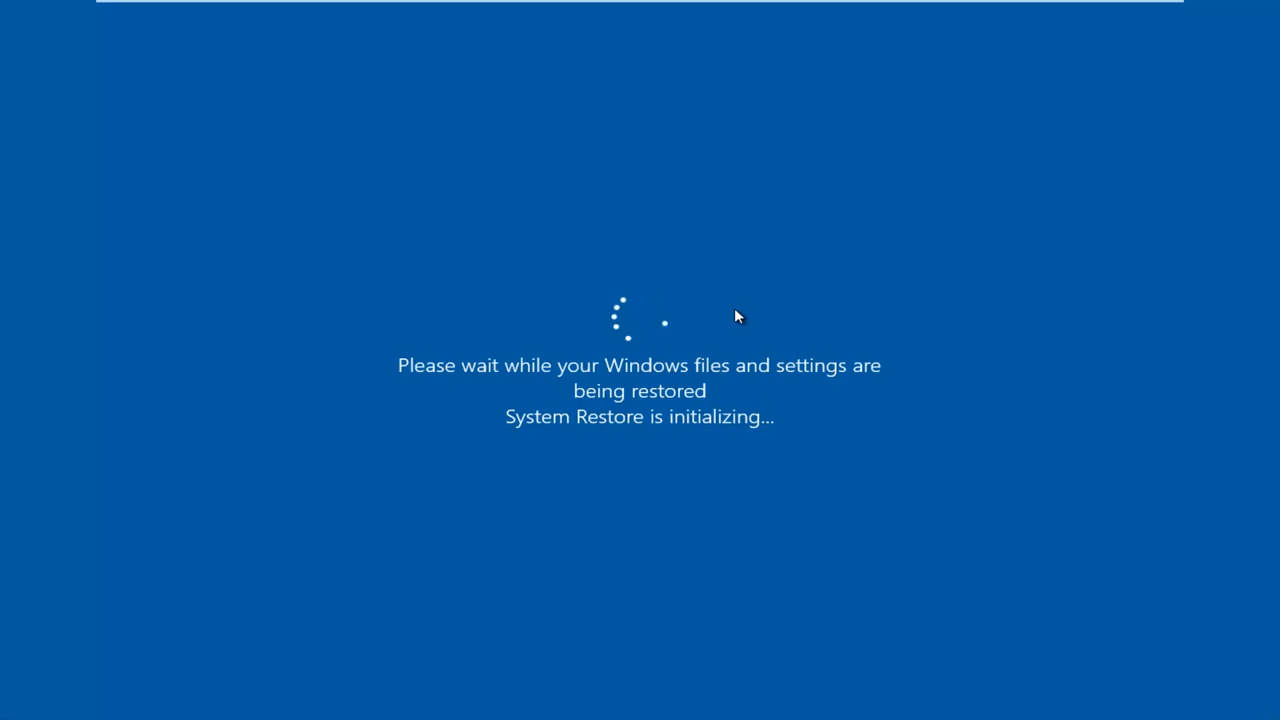 Please wait while your Windows files and settings are
being restored
System Restore is initializing...